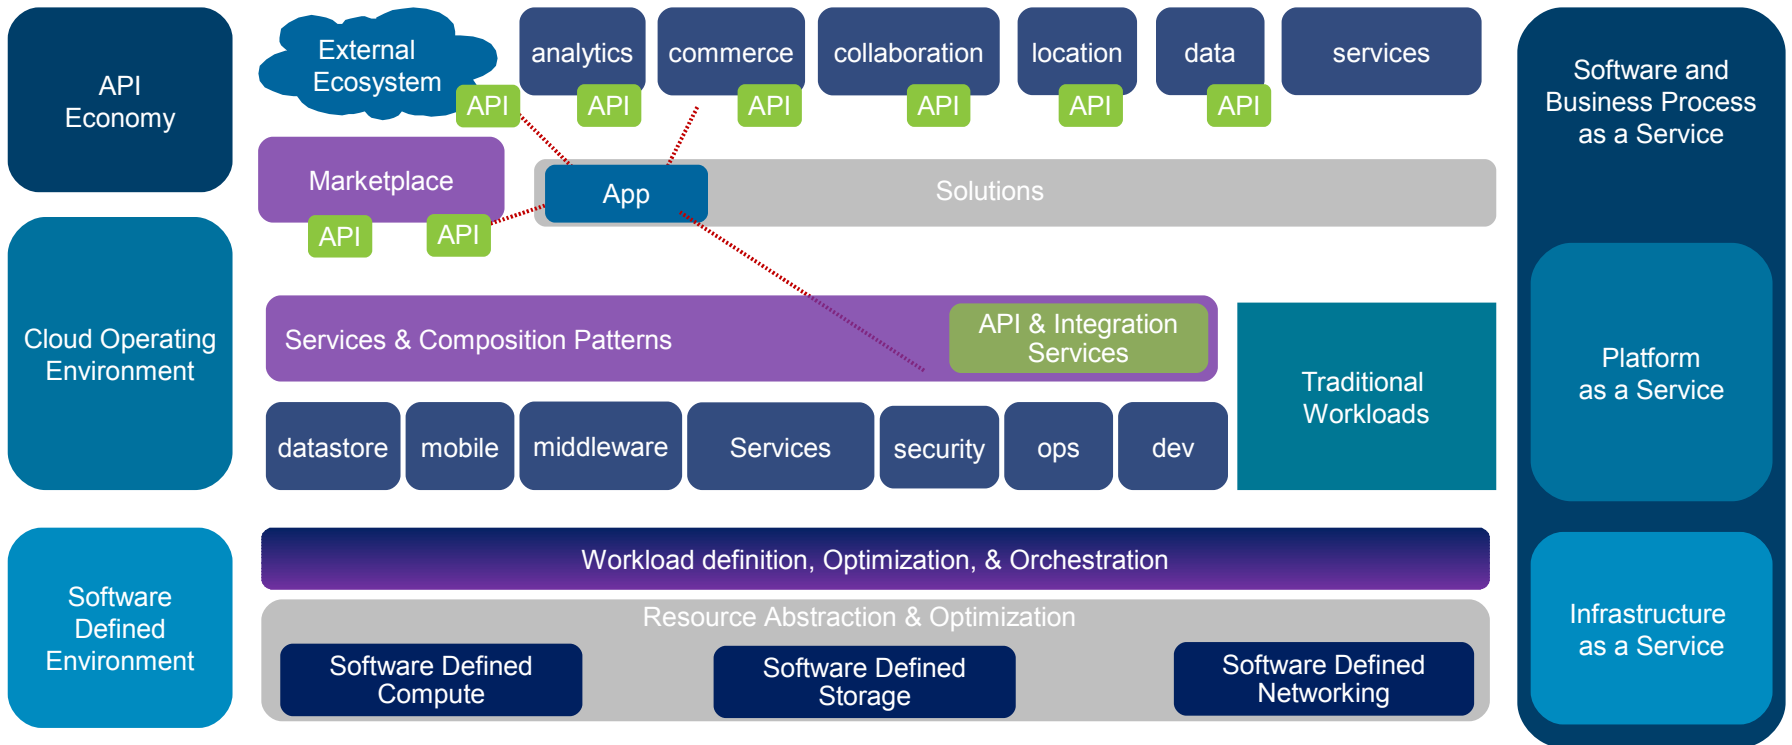 API
Economy
External
Ecosystem
API
analytics
API
commerce
API
collaboration
API
location
API
data
API
services
Software and
Business Process
as a Service
Marketplace
API
API
App
Solutions
Cloud Operating
Environment
Services & Composition Patterns
API & Integration
Services
Traditional
Workloads
Platform
as a Service
datastore
mobile
middleware
Services
security
ops
dev
Software
Defined
Environment
Workload definition, Optimization, & Orchestration
Resource Abstraction & Optimization
Software Defined
Compute
Software Defined
Storage
Software Defined
Networking
Infrastructure
as a Service